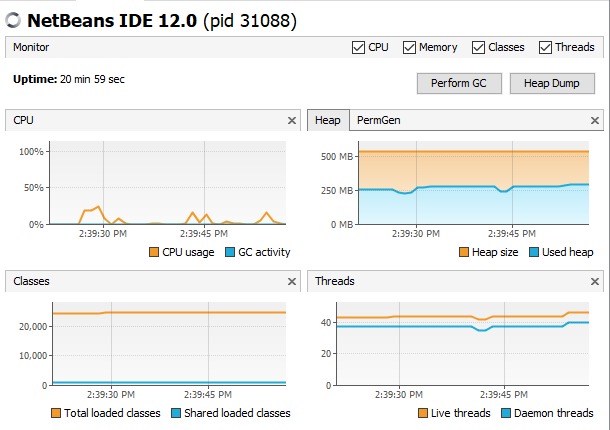 NetBeans IDE 12.0 (pid 31088)
Monitor CPU Memory Classes Threads
Uptime: 20 min 59 sec Perform GC Heap Dump
CPU
100%
50%
0%
2:39:30 PM 2:39:45 PM
CPU usage GC activity
Heap PermGen
500 MB
250 MB
0 MB
2:39:30 PM 2:39:45 PM
Heap size Used heap
Classes
20,000
10,000
0
2:39:30 PM 2:39:45 PM
Total loaded classes Shared loaded classes
Threads
40
20
0
2:39:30 PM 2:39:45 PM
Live threads Daemon threads